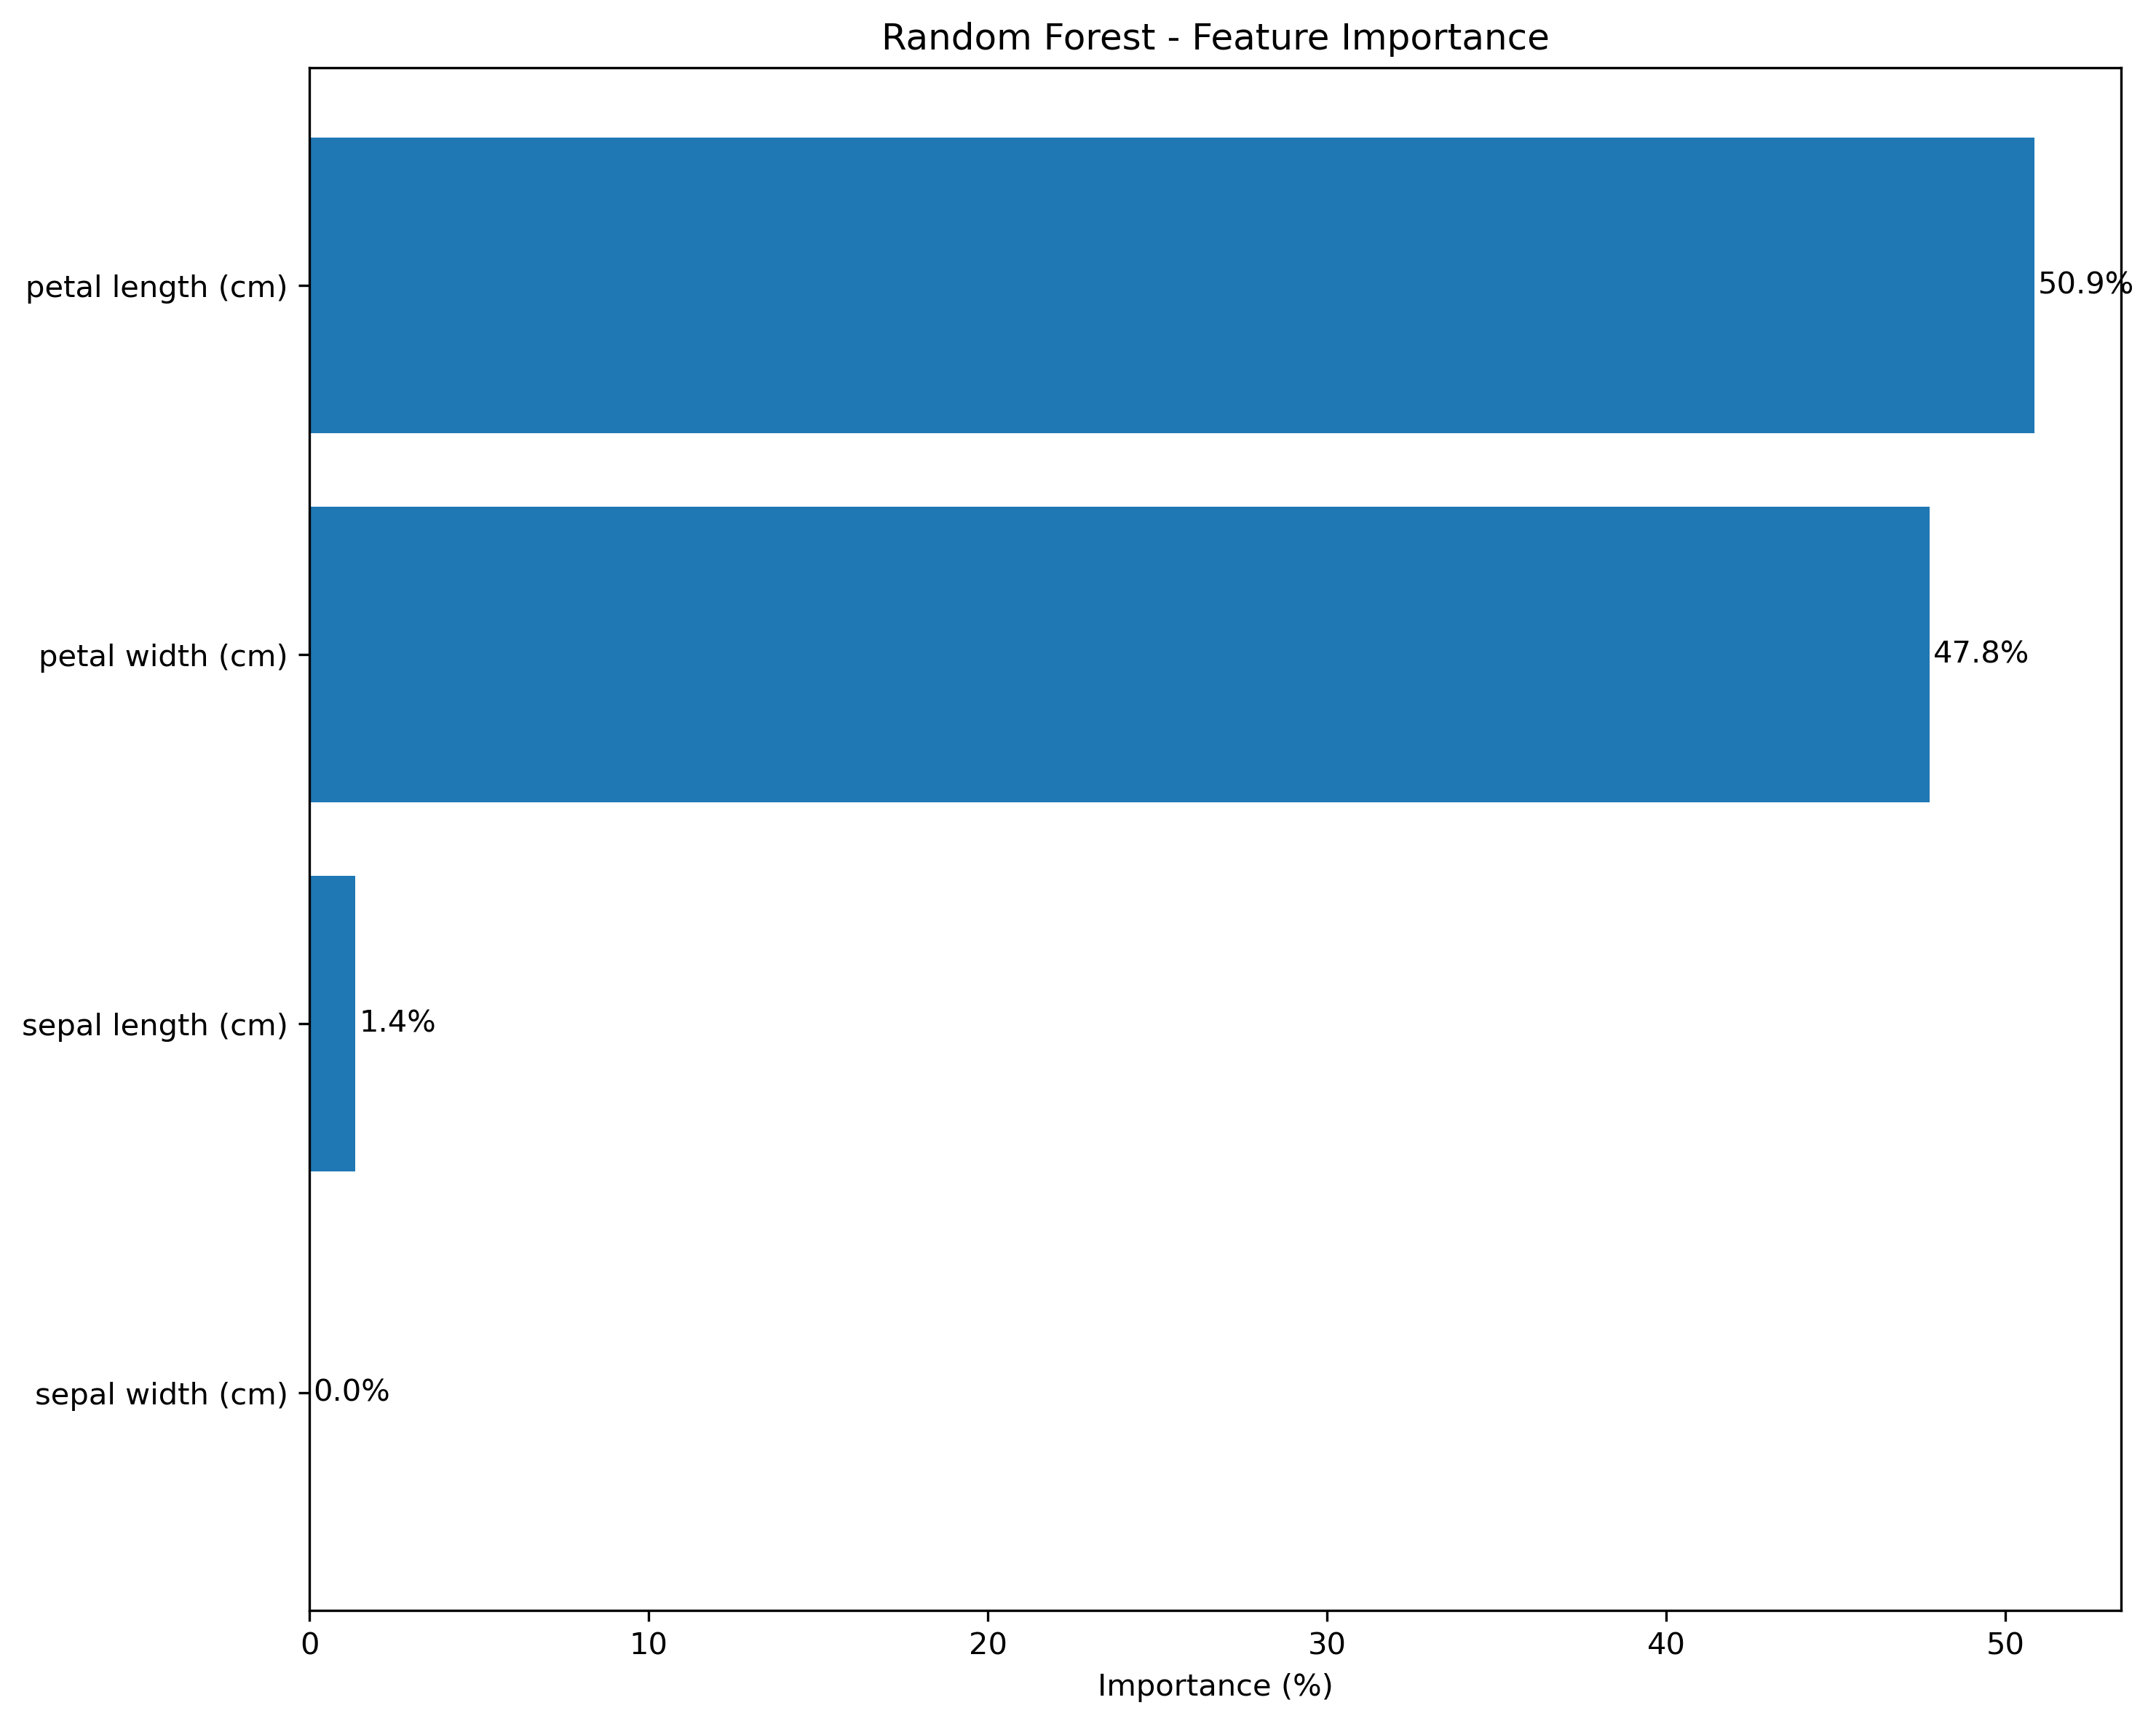 Random Forest - Feature Importance
petal length (cm)
50.9%
petal width (cm)
47.8%
sepal length (cm)
1.4%
sepal width (cm)
0.0%
0 10 20 30 40 50
Importance (%)